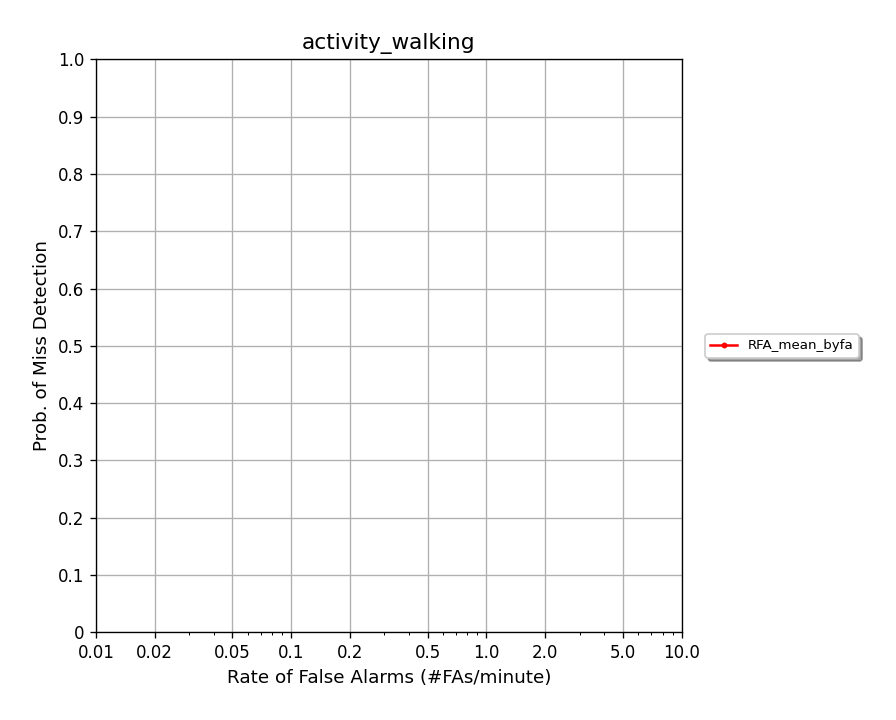 activity_walking
1.0
0.9
0.8
0.7
0.6
0.5
0.4
0.3
0.2
0.1
0
Prob. of Miss Detection
0.01 0.02 0.05 0.1 0.2 0.5 1.0 2.0 5.0 10.0
Rate of False Alarms (#FAs/minute)
RFA_mean_byfa